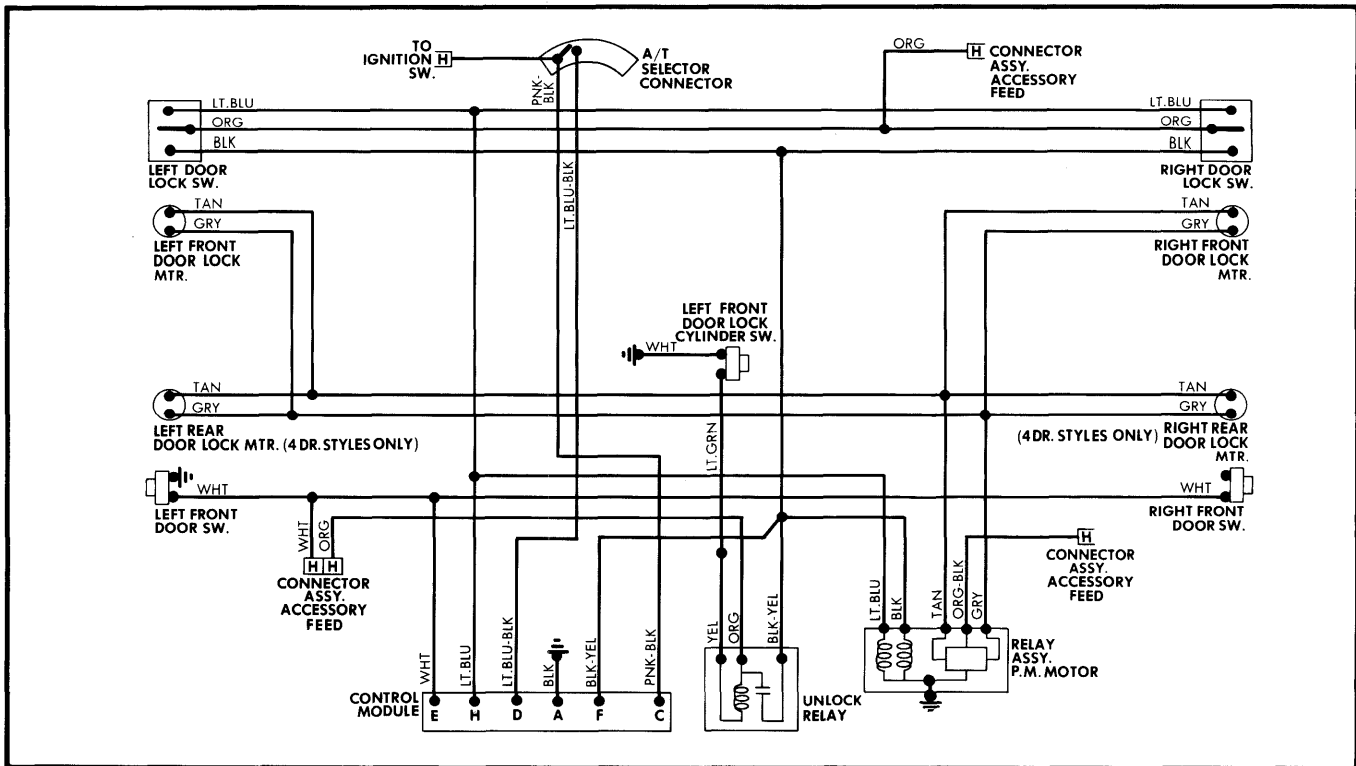 TO
IGNITION H
SW.
A/T
SELECTOR
CONNECTOR
ORG
H CONNECTOR
ASSY.
ACCESSORY
FEED
PNK-
BLK
LT.BLU
ORG
BLK
LT.BLU
ORG
BLK
LEFT DOOR
LOCK SW.
RIGHT DOOR
LOCK SW.
LT.BLU-BLK
TAN
GRY
LEFT FRONT
DOOR LOCK
MTR.
TAN
GRY
RIGHT FRONT
DOOR LOCK
MTR.
LEFT FRONT
DOOR LOCK
CYLINDER SW.
WHT
TAN
GRY
LEFT REAR
DOOR LOCK MTR. (4 DR. STYLES ONLY)
TAN
GRY
(4 DR. STYLES ONLY) RIGHT REAR
DOOR LOCK
MTR.
LT.GRN
WHT
LEFT FRONT
DOOR SW.
WHT
RIGHT FRONT
DOOR SW.
WHT
ORG
H H
CONNECTOR
ASSY.
ACCESSORY
FEED
H
CONNECTOR
ASSY.
ACCESSORY
FEED
WHT
LT.BLU
LT.BLU-BLK
BLK
BLK-YEL
PNK-BLK
YEL
ORG
BLK-YEL
LT.BLU
BLK
TAN
ORG-BLK
GRY
RELAY
ASSY.
P.M. MOTOR
CONTROL
MODULE
E H D A F C
UNLOCK
RELAY